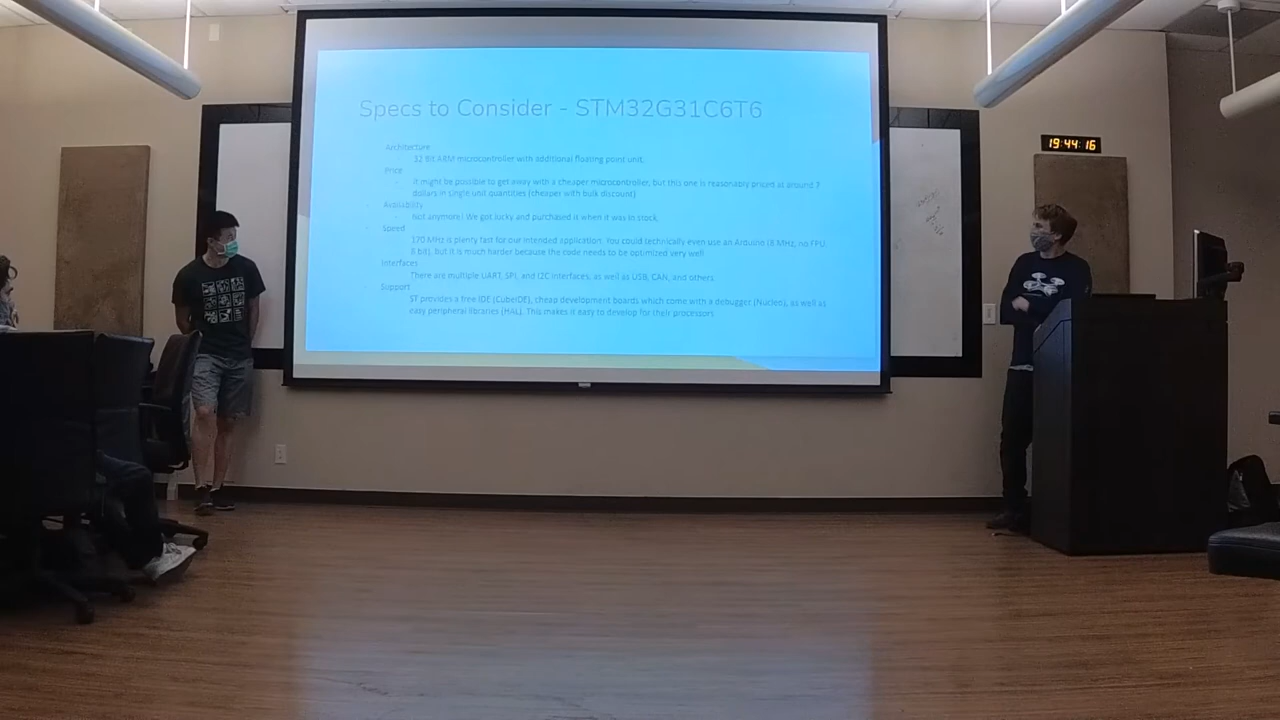 Specs to Consider - STM32G31C6T6
19:44:16
Architecture
- 32 Bit ARM microcontroller with additional floating point unit.
Price
- It might be possible to get away with a cheaper microcontroller, but this one is reasonably priced at around 7
dollars in single unit quantities (cheaper with bulk discount)
- Availability
- Not anymore! We got lucky and purchased it when it was in stock.
- Speed
170 MHz is plenty fast for our intended application. You could technically even use an Arduino (8 MHz, no FPU,
8 bit), but it is much harder because the code needs to be optimized very well
Interfaces
There are multiple UART, SPI, and I2C interfaces, as well as USB, CAN, and others
- Support
ST provides a free IDE (CubeIDE), cheap development boards which come with a debugger (Nucleo), as well as
easy peripheral libraries (HAL). This makes it easy to develop for their processors